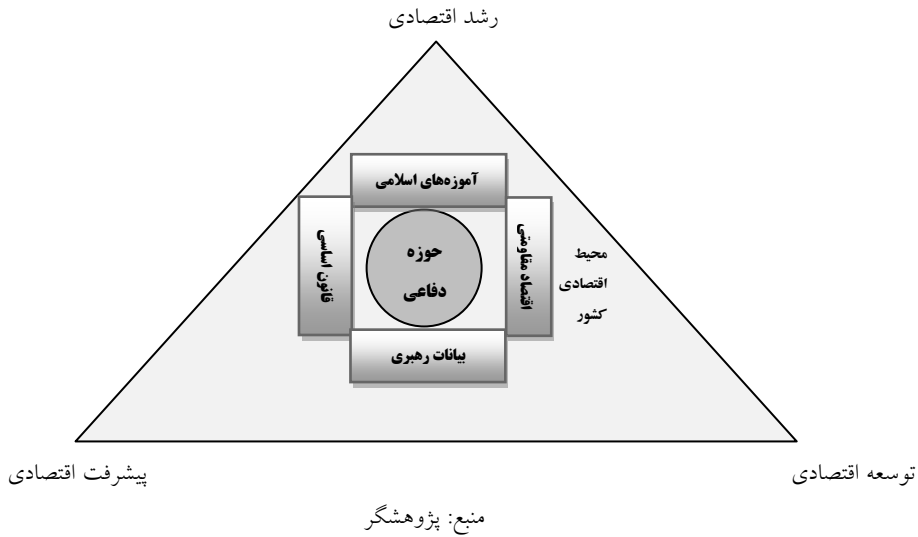 رشد اقتصادی
آموزه‌های اسلامی
قانون اساسی
حوزه
دفاعی
اقتصاد مقاومتی
محیط
اقتصادی
کشور
بیانات رهبری
توسعه اقتصادی
پیشرفت اقتصادی
منبع: پژوهشگر